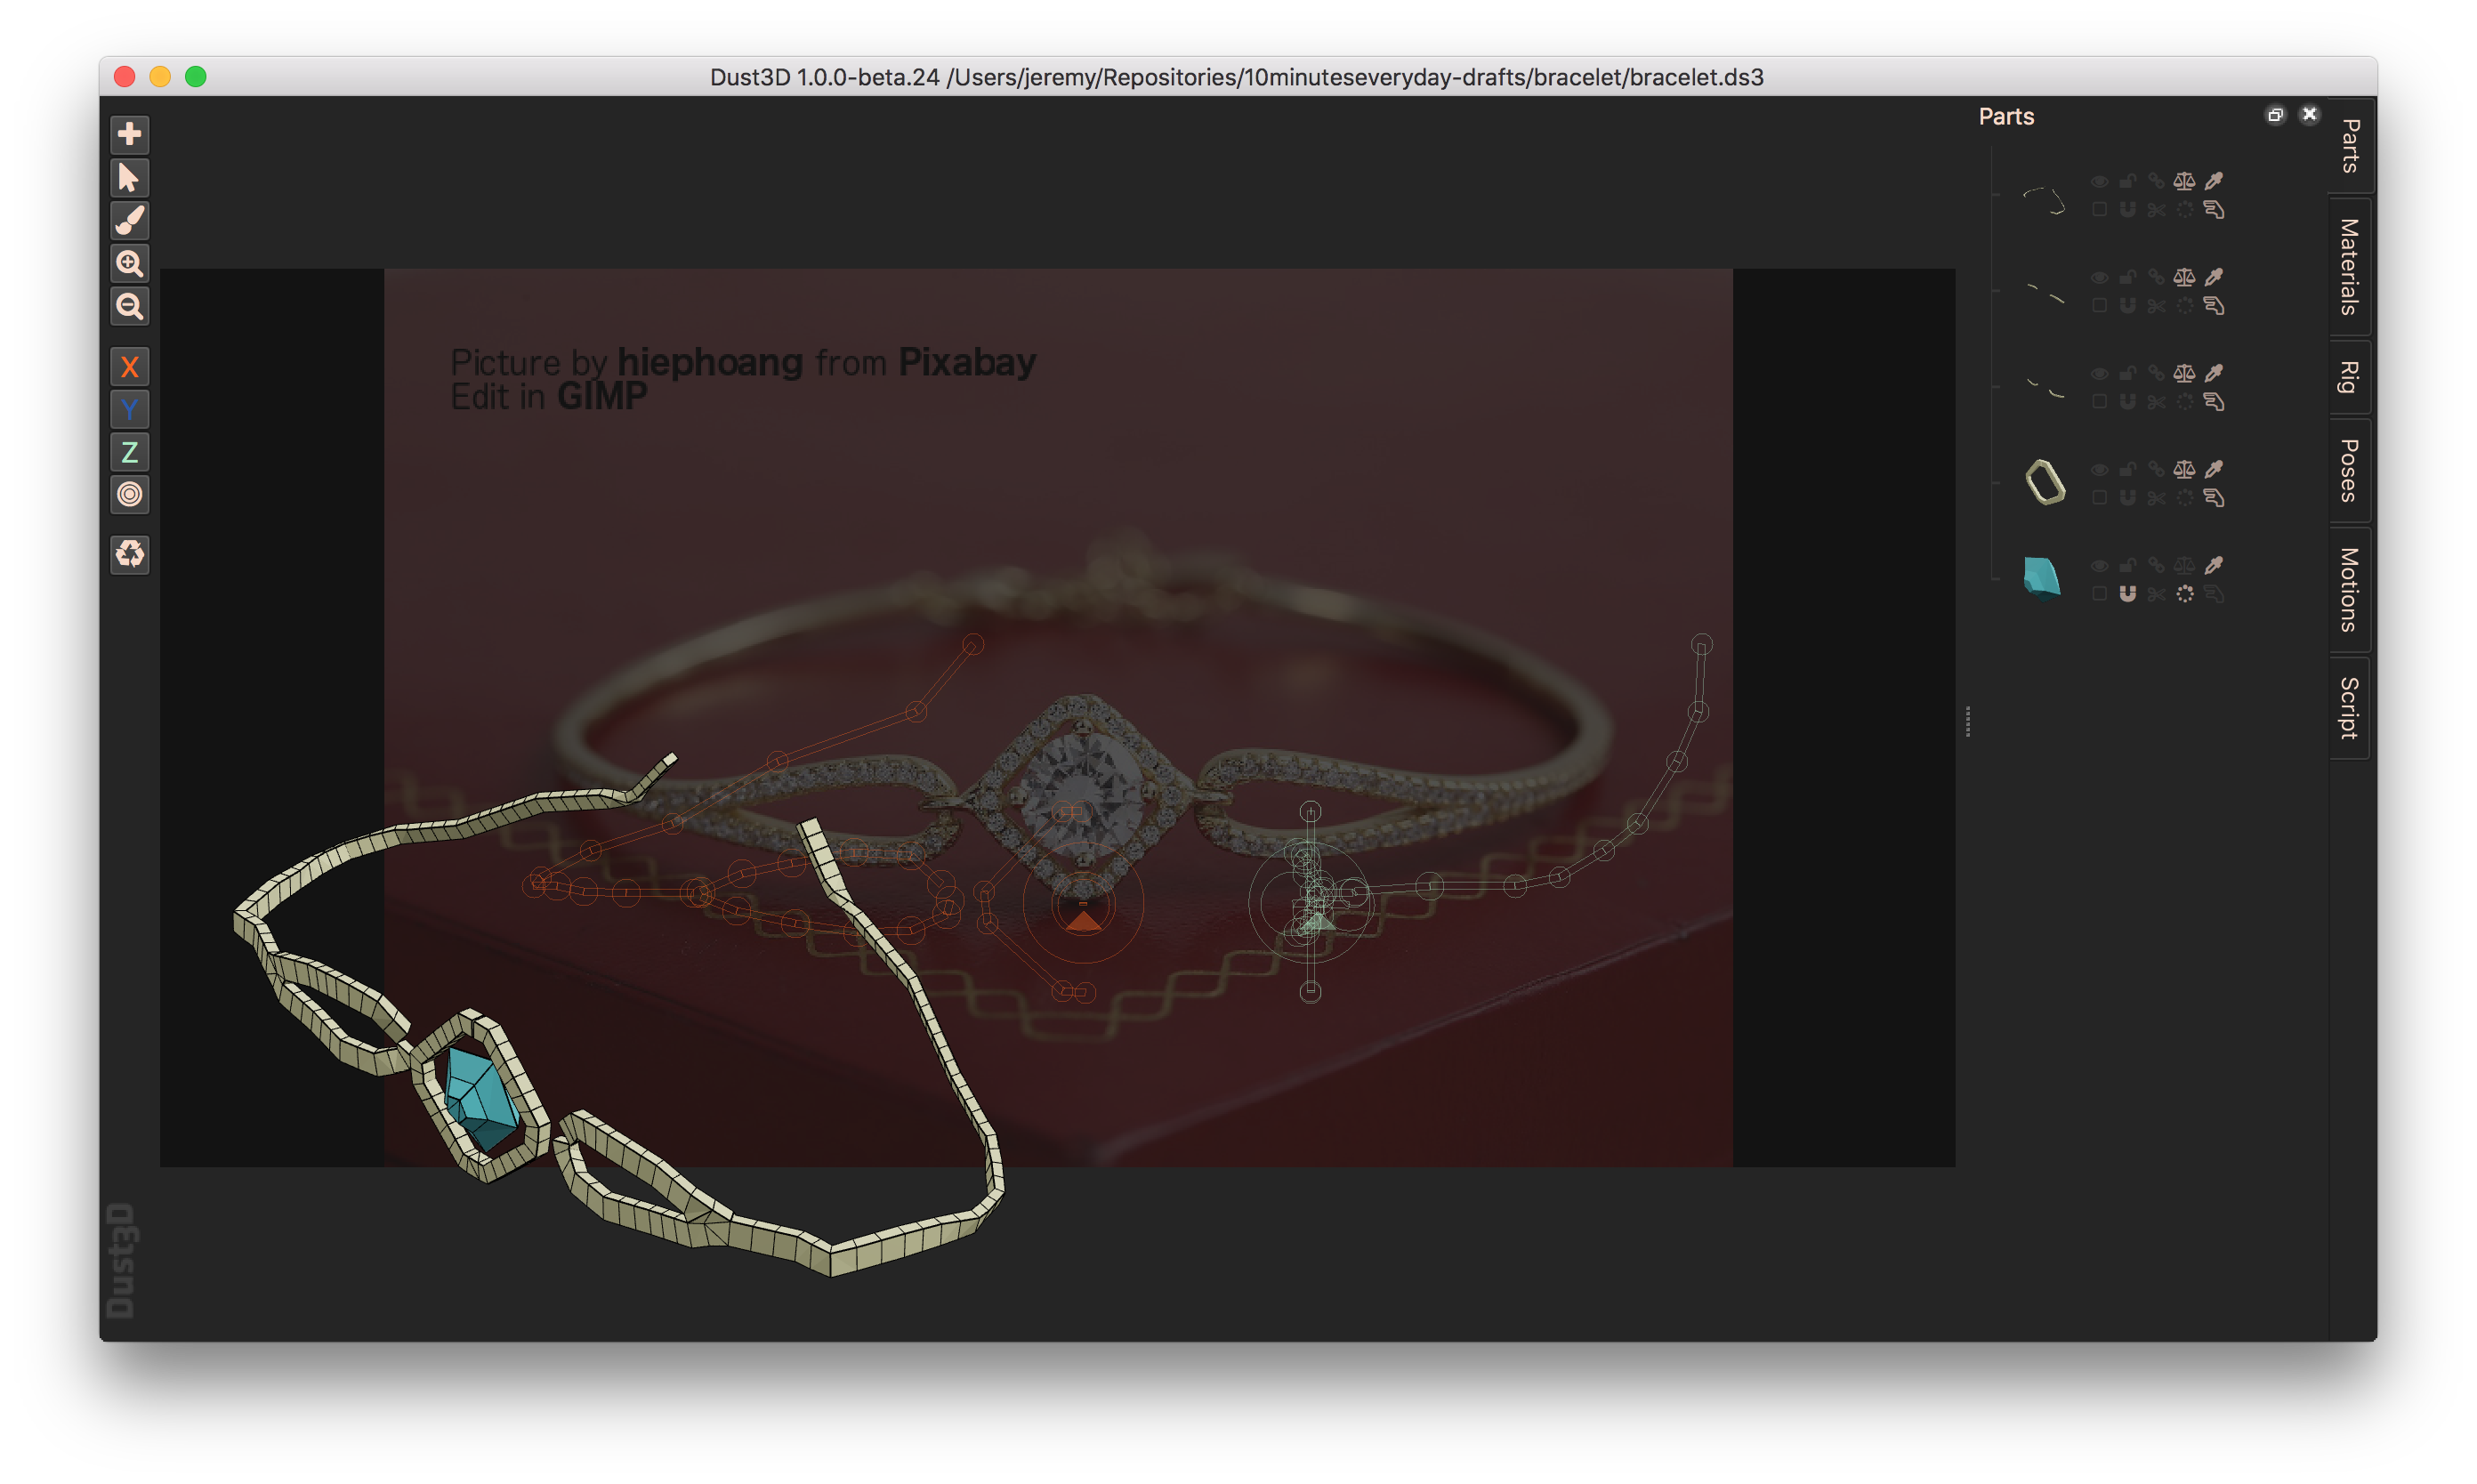 Dust3D 1.0.0-beta.24 /Users/jeremy/Repositories/10minuteseveryday-drafts/bracelet/bracelet.ds3
Parts
Parts
Materials
Rig
Poses
Motions
Script
X
Y
Z
Picture by hiephoang from Pixabay
Edit in GIMP
Dust3D